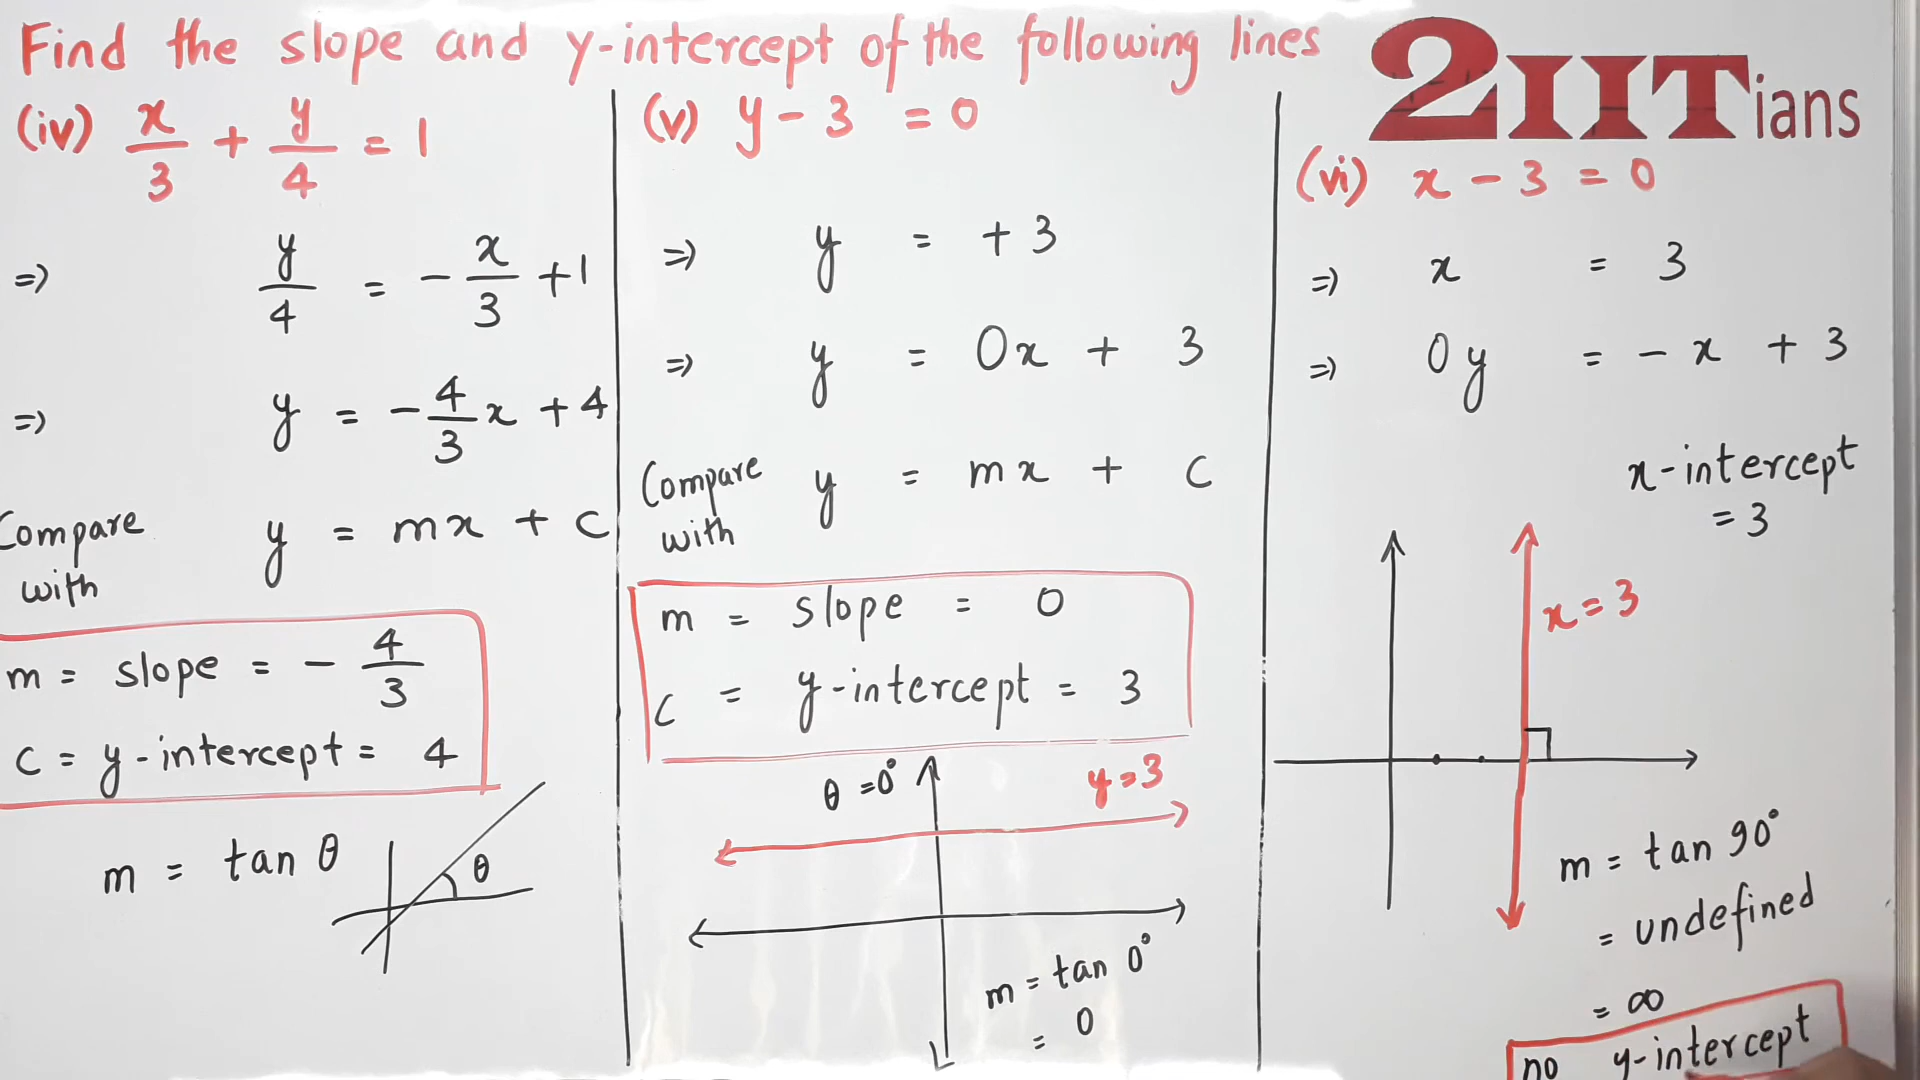 Find the slope and y-intercept of the following lines
2IITians
(iv) x/3 + y/4 = 1
⇒ y/4 = - x/3 + 1
⇒ y = - 4/3 x + 4
Compare with y = mx + c
m = slope = - 4/3
c = y-intercept = 4
m = tan θ
θ
(v) y - 3 = 0
⇒ y = + 3
⇒ y = 0x + 3
Compare with y = mx + c
m = slope = 0
c = y-intercept = 3
θ = 0°
y = 3
m = tan 0°
= 0
(vi) x - 3 = 0
⇒ x = 3
⇒ 0y = - x + 3
x-intercept
= 3
x = 3
m = tan 90°
= undefined
= ∞
no y-intercept